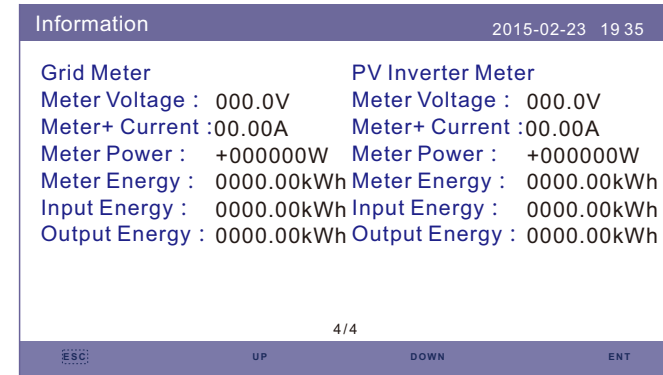 Information 2015-02-23 19 35
Grid Meter PV Inverter Meter
Meter Voltage : 000.0V Meter Voltage : 000.0V
Meter+ Current :00.00A Meter+ Current :00.00A
Meter Power : +000000W Meter Power : +000000W
Meter Energy : 0000.00kWh Meter Energy : 0000.00kWh
Input Energy : 0000.00kWh Input Energy : 0000.00kWh
Output Energy : 0000.00kWh Output Energy : 0000.00kWh
4/4
ESC UP DOWN ENT